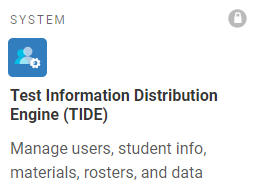 SYSTEM
Test Information Distribution
Engine (TIDE)
Manage users, student info,
materials, rosters, and data